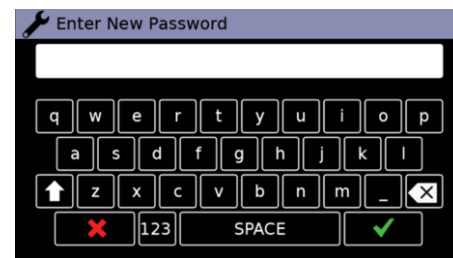 Enter New Password
q w e r t y u i o p
a s d f g h j k l
z x c v b n m _
123 SPACE